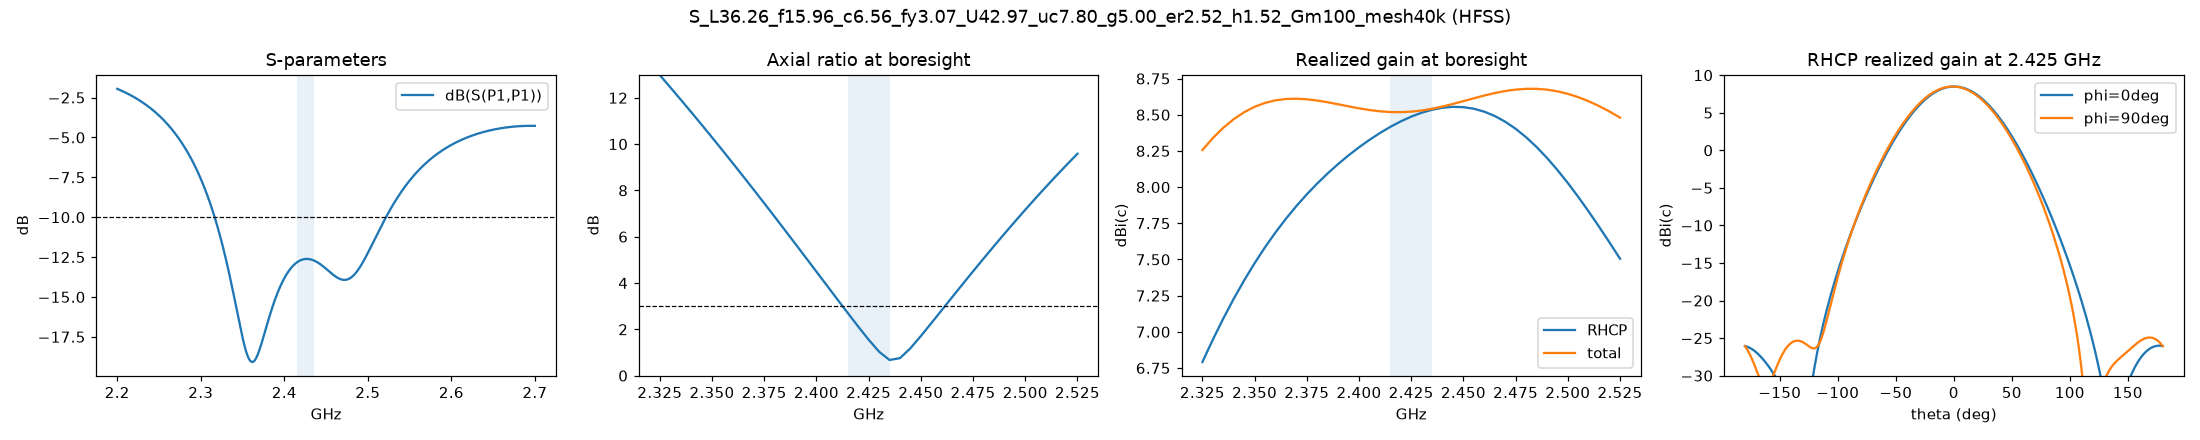 S_L36.26_f15.96_c6.56_fy3.07_U42.97_uc7.80_g5.00_er2.52_h1.52_Gm100_mesh40k (HFSS)
S-parameters
dB(S(P1,P1))
−2.5
−5.0
−7.5
−10.0
−12.5
−15.0
−17.5
dB
2.2 2.3 2.4 2.5 2.6 2.7
GHz
Axial ratio at boresight
12
10
8
6
4
2
0
dB
2.325 2.350 2.375 2.400 2.425 2.450 2.475 2.500 2.525
GHz
Realized gain at boresight
8.75
8.50
8.25
8.00
7.75
7.50
7.25
7.00
6.75
dBi(c)
RHCP
total
2.325 2.350 2.375 2.400 2.425 2.450 2.475 2.500 2.525
GHz
RHCP realized gain at 2.425 GHz
phi=0deg
phi=90deg
10
5
0
−5
−10
−15
−20
−25
−30
dBi(c)
−150 −100 −50 0 50 100 150
theta (deg)